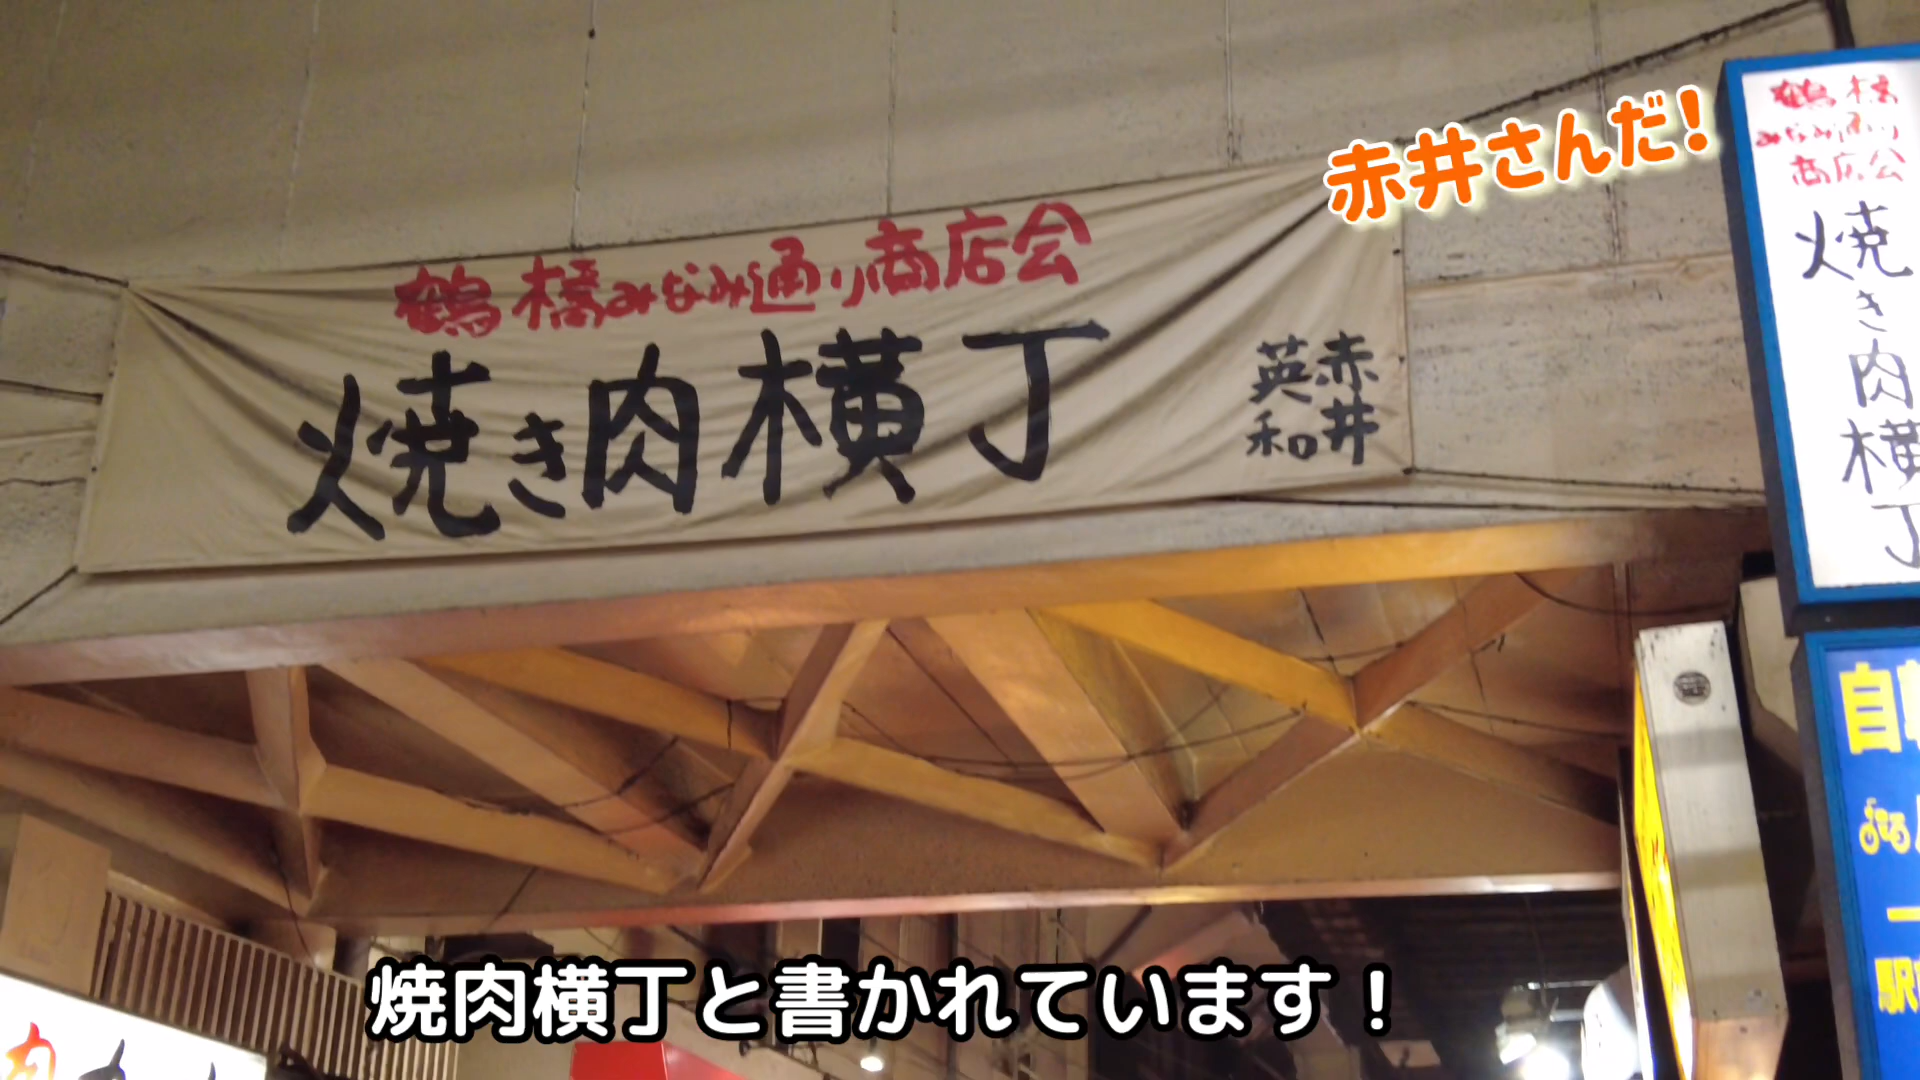 鶴橋みなみ通り商店会
焼き肉横丁
赤井
英和
赤井さんだ!
鶴橋
みなみ通り
商店会
焼き肉横丁
自
駅
肉
焼肉横丁と書かれています!